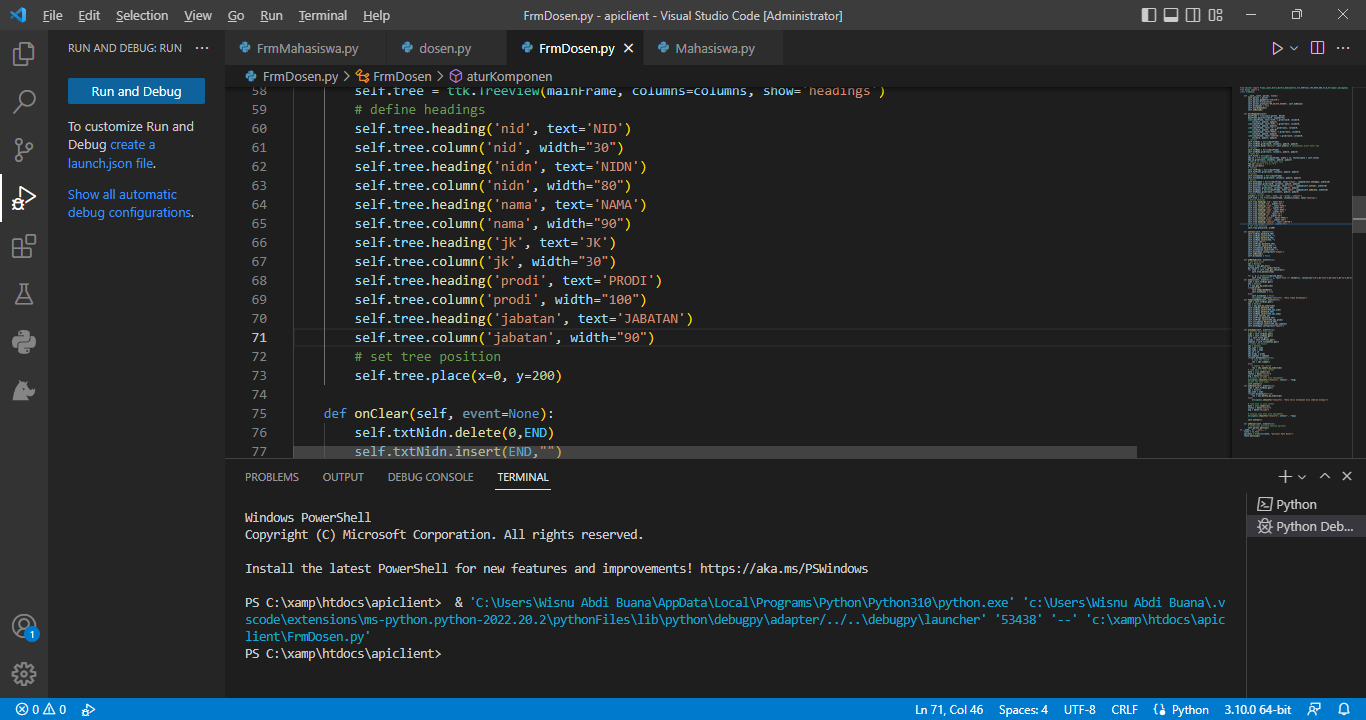 File Edit Selection View Go Run Terminal Help
FrmDosen.py - apiclient - Visual Studio Code [Administrator]
RUN AND DEBUG: RUN ...
FrmMahasiswa.py dosen.py FrmDosen.py Mahasiswa.py
FrmDosen.py > FrmDosen > aturKomponen
Run and Debug
To customize Run and
Debug create a
launch.json file.
Show all automatic
debug configurations.
58 self.tree = ttk.Treeview(mainFrame, columns=columns, show='headings')
59 # define headings
60 self.tree.heading('nid', text='NID')
61 self.tree.column('nid', width="30")
62 self.tree.heading('nidn', text='NIDN')
63 self.tree.column('nidn', width="80")
64 self.tree.heading('nama', text='NAMA')
65 self.tree.column('nama', width="90")
66 self.tree.heading('jk', text='JK')
67 self.tree.column('jk', width="30")
68 self.tree.heading('prodi', text='PRODI')
69 self.tree.column('prodi', width="100")
70 self.tree.heading('jabatan', text='JABATAN')
71 self.tree.column('jabatan', width="90")
72 # set tree position
73 self.tree.place(x=0, y=200)
74
75 def onClear(self, event=None):
76 self.txtNidn.delete(0,END)
77 self.txtNidn.insert(END,"")
PROBLEMS OUTPUT DEBUG CONSOLE TERMINAL
Python
Python Deb...
Windows PowerShell
Copyright (C) Microsoft Corporation. All rights reserved.
Install the latest PowerShell for new features and improvements! https://aka.ms/PSWindows
PS C:\xamp\htdocs\apiclient> & 'C:\Users\Wisnu Abdi Buana\AppData\Local\Programs\Python\Python310\python.exe' 'c:\Users\Wisnu Abdi Buana\.v
scode\extensions\ms-python.python-2022.20.2\pythonFiles\lib\python\debugpy\adapter/../..\debugpy\launcher' '53438' '--' 'c:\xamp\htdocs\apic
lient\FrmDosen.py'
PS C:\xamp\htdocs\apiclient>
1
0 0
Ln 71, Col 46 Spaces: 4 UTF-8 CRLF Python 3.10.0 64-bit